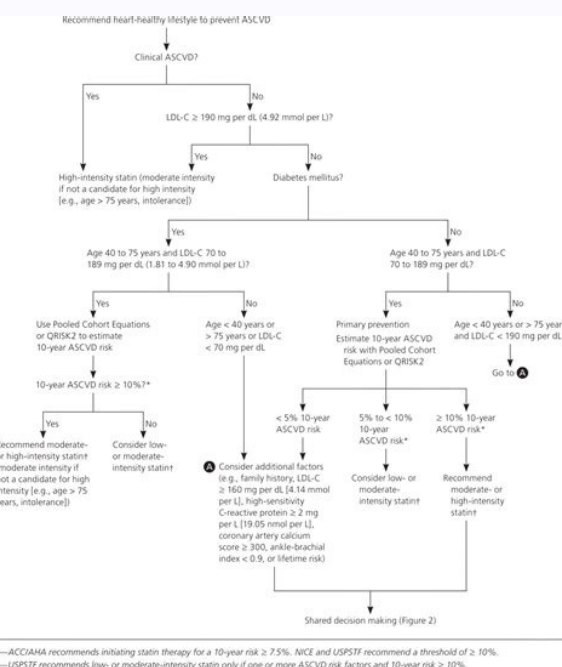 Recommend heart-healthy lifestyle to prevent ASCVD
Clinical ASCVD?
Yes
No
LDL-C ≥ 190 mg per dL (4.92 mmol per L)?
Yes
No
High-intensity statin (moderate intensity
if not a candidate for high intensity
[e.g., age > 75 years, intolerance])
Diabetes mellitus?
Yes
No
Age 40 to 75 years and LDL-C 70 to
189 mg per dL (1.81 to 4.90 mmol per L)?
Age 40 to 75 years and LDL-C
70 to 189 mg per dL?
Yes
No
Yes
No
Use Pooled Cohort Equations
or QRISK2 to estimate
10-year ASCVD risk
Age < 40 years or
> 75 years or LDL-C
< 70 mg per dL
Primary prevention
Estimate 10-year ASCVD
risk with Pooled Cohort
Equations or QRISK2
Age < 40 years or > 75 year
and LDL-C < 190 mg per dL
Go to A
10-year ASCVD risk ≥ 10%?*
Yes
No
ecommend moderate-
or high-intensity statin†
moderate intensity if
ot a candidate for high
ntensity [e.g., age > 75
ears, intolerance])
Consider low-
or moderate-
intensity statin†
< 5% 10-year
ASCVD risk
5% to < 10%
10-year
ASCVD risk*
≥ 10% 10-year
ASCVD risk*
A Consider additional factors
(e.g., family history, LDL-C
≥ 160 mg per dL [4.14 mmol
per L], high-sensitivity
C-reactive protein ≥ 2 mg
per L [19.05 nmol per L],
coronary artery calcium
score ≥ 300, ankle-brachial
index < 0.9, or lifetime risk)
Consider low- or
moderate-
intensity statin†
Recommend
moderate- or
high-intensity
statin†
Shared decision making (Figure 2)
—ACC/AHA recommends initiating statin therapy for a 10-year risk ≥ 7.5%. NICE and USPSTF recommend a threshold of ≥ 10%.
—USPSTF recommends low- or moderate-intensity statin only if one or more ASCVD risk factors and 10-year risk ≥ 10%.